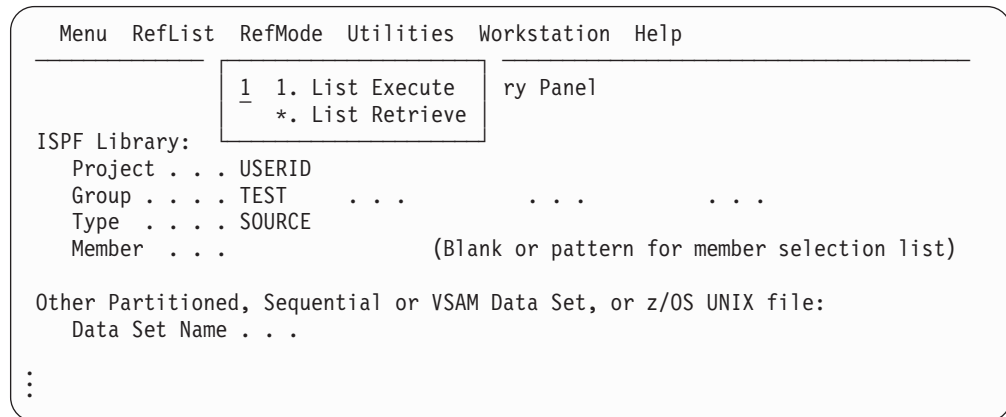 Menu RefList RefMode Utilities Workstation Help
1 1. List Execute ry Panel
*. List Retrieve
ISPF Library:
Project . . . USERID
Group . . . . TEST . . . . . . . . .
Type . . . . SOURCE
Member . . . (Blank or pattern for member selection list)
Other Partitioned, Sequential or VSAM Data Set, or z/OS UNIX file:
Data Set Name . . .